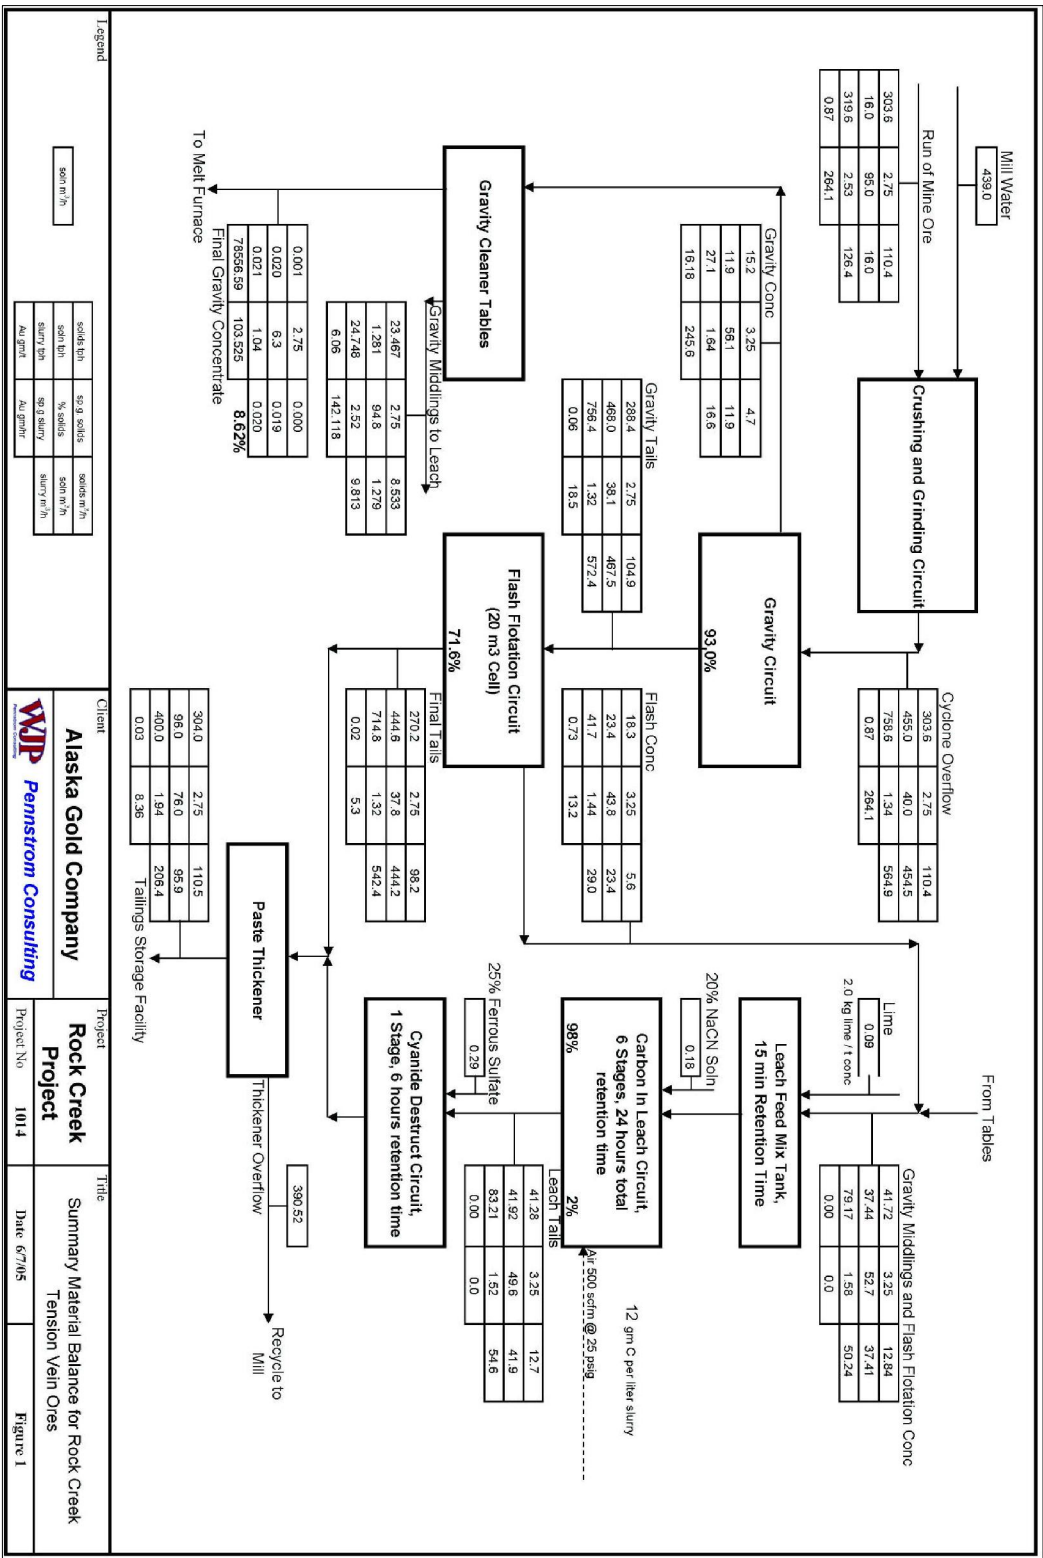 Mill Water
439.0
Run of Mine Ore
303.6 2.75 110.4
16.0 95.0 16.0
319.6 2.53 126.4
0.87 264.1
Crushing and Grinding Circuit
Cyclone Overflow
303.6 2.75 110.4
455.0 40.0 454.5
758.6 1.34 564.9
0.87 264.1
Gravity Conc
15.2 3.25 4.7
11.9 56.1 11.9
27.1 1.64 16.6
16.18 245.6
Gravity Circuit
93.0%
Gravity Cleaner Tables
Gravity Tails
288.4 2.75 104.9
468.0 38.1 467.5
756.4 1.32 572.4
0.06 18.5
Flash Conc
18.3 3.25 5.6
23.4 43.8 23.4
41.7 1.44 29.0
0.73 13.2
Flash Flotation Circuit
(20 m3 Cell)
71.6%
Gravity Middlings to Leach
23.467 2.75 8.533
1.281 94.8 1.279
24.748 2.52 9.813
6.06 142.118
0.001 2.75 0.000
0.020 6.3 0.019
0.021 1.04 0.020
78556.59 103.525 8.62%
Final Gravity Concentrate
To Melt Furnace
Final Tails
270.2 2.75 98.2
444.6 37.8 444.2
714.8 1.32 542.4
0.02 5.3
From Tables
Gravity Middlings and Flash Flotation Conc
41.72 3.25 12.84
37.44 52.7 37.41
79.17 1.58 50.24
0.00 0.0
Lime
0.09
2.0 kg lime / t conc
Leach Feed Mix Tank,
15 min Retention Time
20% NaCN Soln
0.18
Carbon In Leach Circuit,
6 Stages, 24 hours total
retention time
98% 2%
12 gm C per liter slurry
Air 500 scfm @ 25 psig
Leach Tails
41.28 3.25 12.7
41.92 49.6 41.9
83.21 1.52 54.6
0.00 0.0
25% Ferrous Sulfate
0.29
Cyanide Destruct Circuit,
1 Stage, 6 hours retention time
Paste Thickener
390.52
Thickener Overflow
Recycle to
Mill
304.0 2.75 110.5
96.0 76.0 95.9
400.0 1.94 206.4
0.03 8.36
Tailings Storage Facility
Legend
soln m³/h
solids tph sp.g. solids solids m³/h
soln tph % solids soln m³/h
slurry tph sp.g slurry slurry m³/h
Au gm/t Au gm/hr
Client
Alaska Gold Company
WJP
Pennstrom Consulting
Pennstrom Consulting
Project
Rock Creek
Project
Project No 1014
Title
Summary Material Balance for Rock Creek
Tension Vein Ores
Date 6/7/05
Figure 1